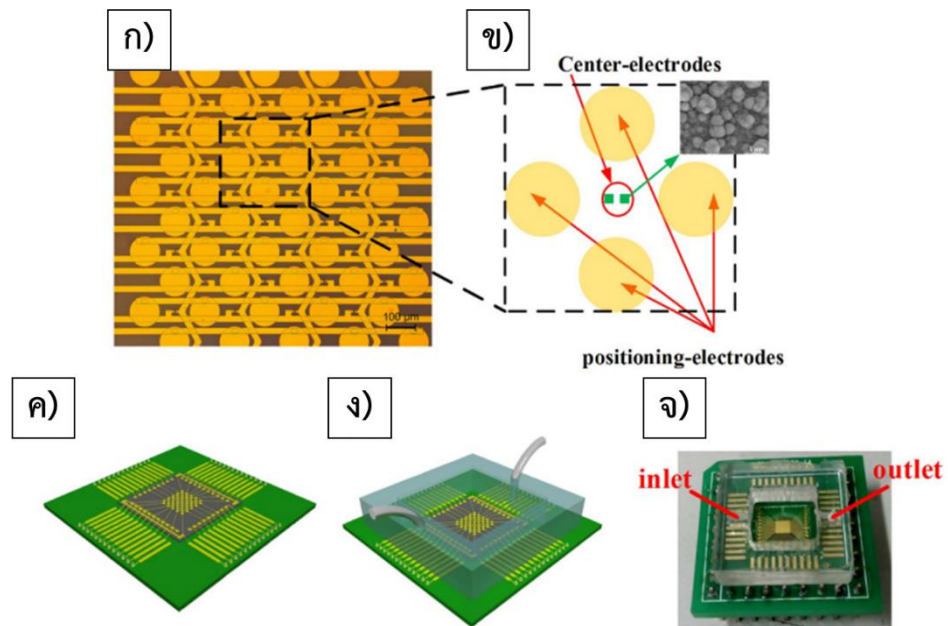 ก)
ข)
Center-electrodes
100 μm
positioning-electrodes
ค)
ง)
จ)
inlet
outlet